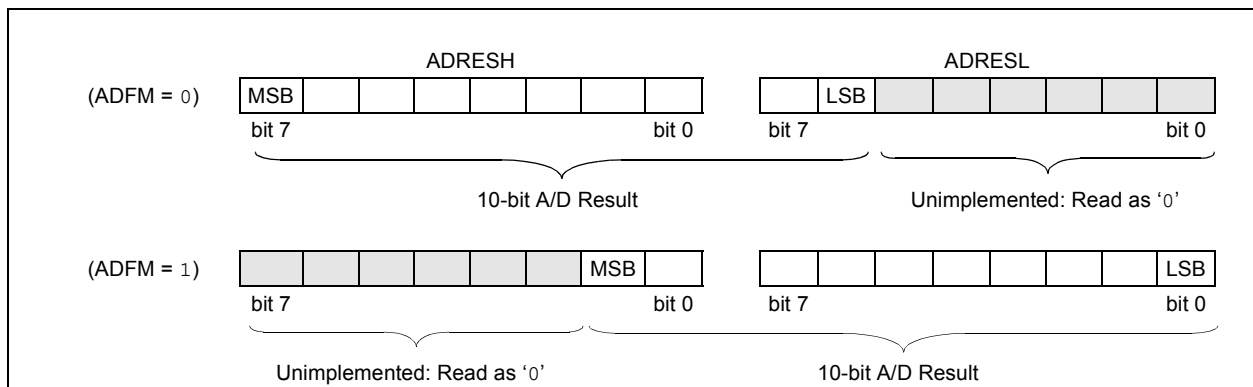 ADRESH ADRESL
(ADFM = 0) MSB LSB
bit 7 bit 0 bit 7 bit 0
10-bit A/D Result Unimplemented: Read as ‘0’
(ADFM = 1) MSB LSB
bit 7 bit 0 bit 7 bit 0
Unimplemented: Read as ‘0’ 10-bit A/D Result